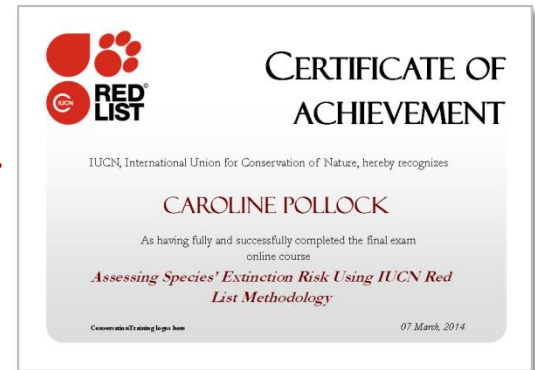 CERTIFICATE OF
ACHIEVEMENT
IUCN
RED®
LIST
IUCN, International Union for Conservation of Nature, hereby recognizes
CAROLINE POLLOCK
As having fully and successfully completed the final exam
online course
Assessing Species' Extinction Risk Using IUCN Red
List Methodology
ConservationTraining logos here
07 March, 2014